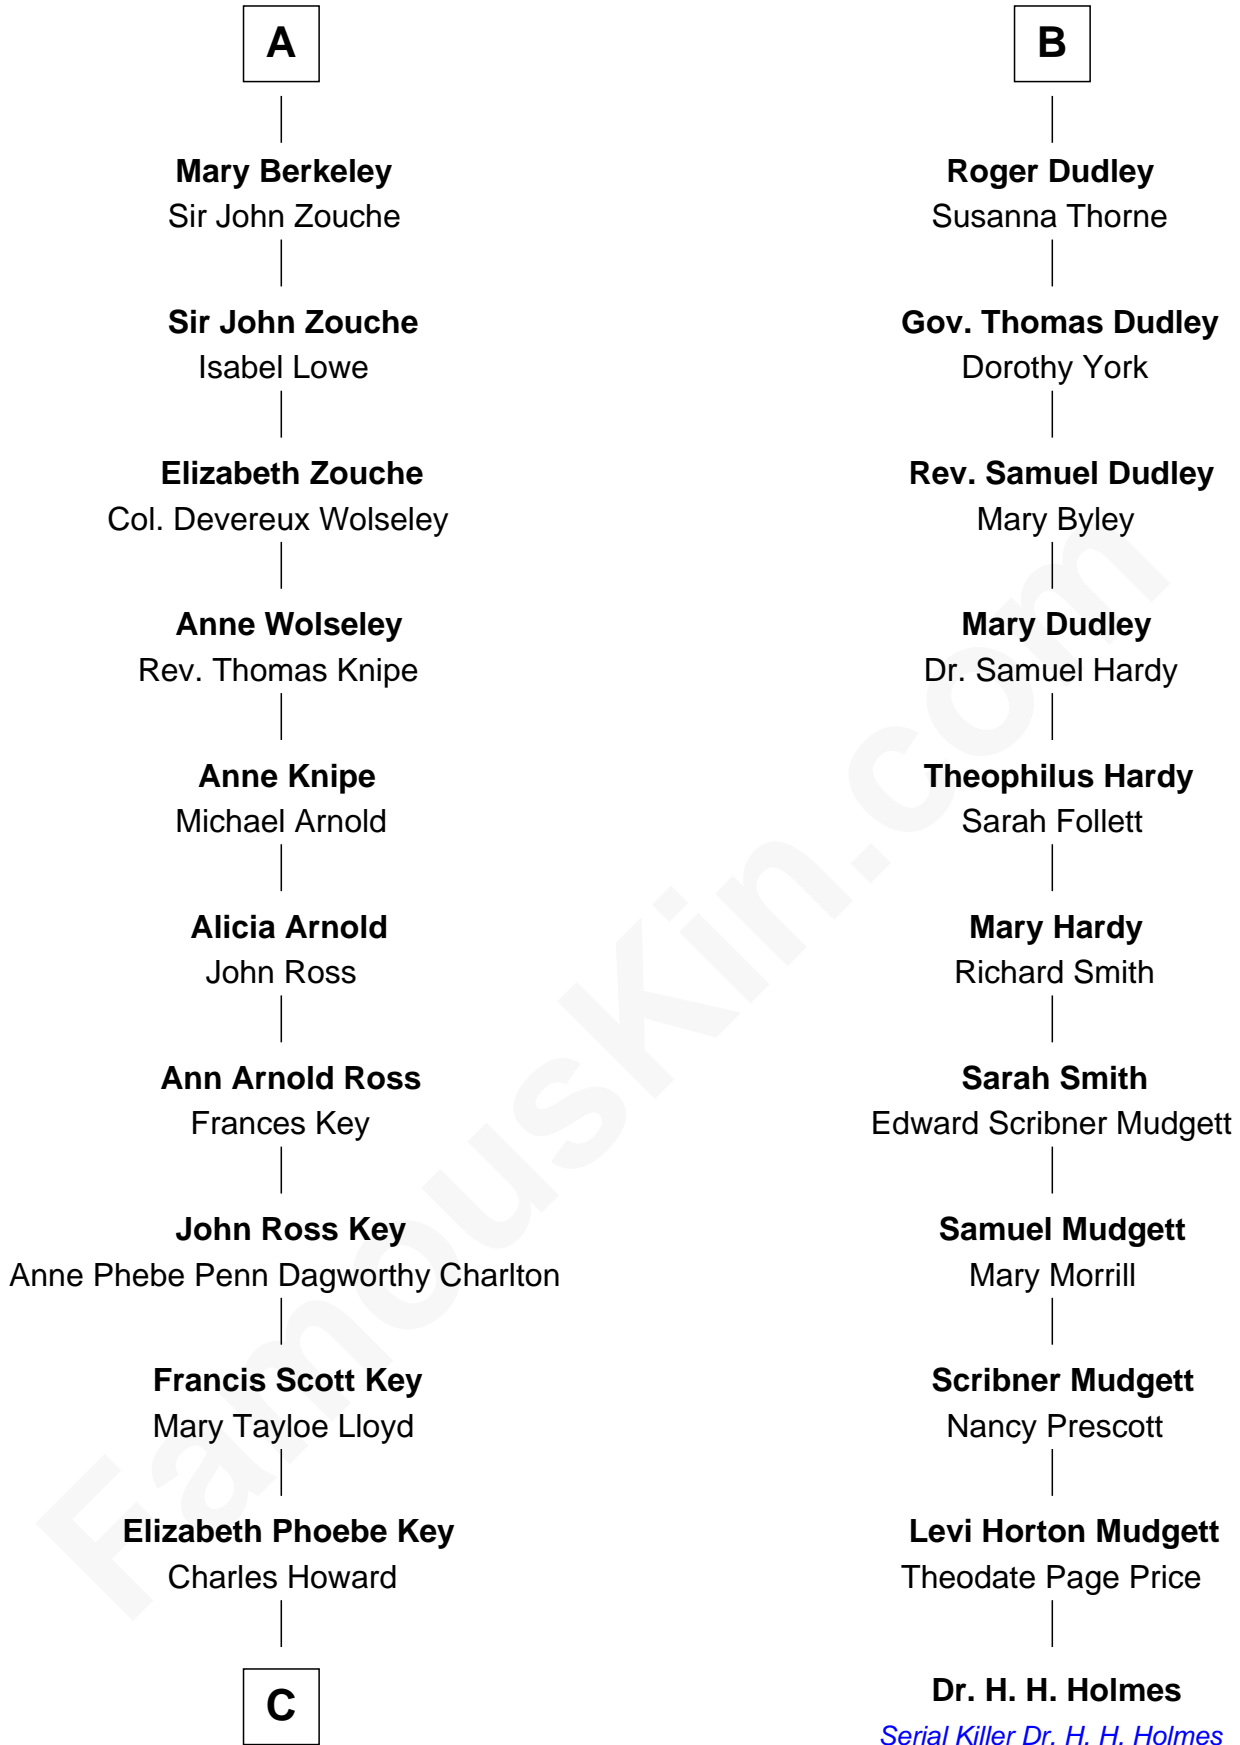 A
Mary Berkeley
Sir John Zouche
Sir John Zouche
Isabel Lowe
Elizabeth Zouche
Col. Devereux Wolseley
Anne Wolseley
Rev. Thomas Knipe
Anne Knipe
Michael Arnold
Alicia Arnold
John Ross
Ann Arnold Ross
Frances Key
John Ross Key
Anne Phebe Penn Dagworthy Charlton
Francis Scott Key
Mary Tayloe Lloyd
Elizabeth Phoebe Key
Charles Howard
C
B
Roger Dudley
Susanna Thorne
Gov. Thomas Dudley
Dorothy York
Rev. Samuel Dudley
Mary Byley
Mary Dudley
Dr. Samuel Hardy
Theophilus Hardy
Sarah Follett
Mary Hardy
Richard Smith
Sarah Smith
Edward Scribner Mudgett
Samuel Mudgett
Mary Morrill
Scribner Mudgett
Nancy Prescott
Levi Horton Mudgett
Theodate Page Price
Dr. H. H. Holmes
Serial Killer Dr. H. H. Holmes
FamousKin.com